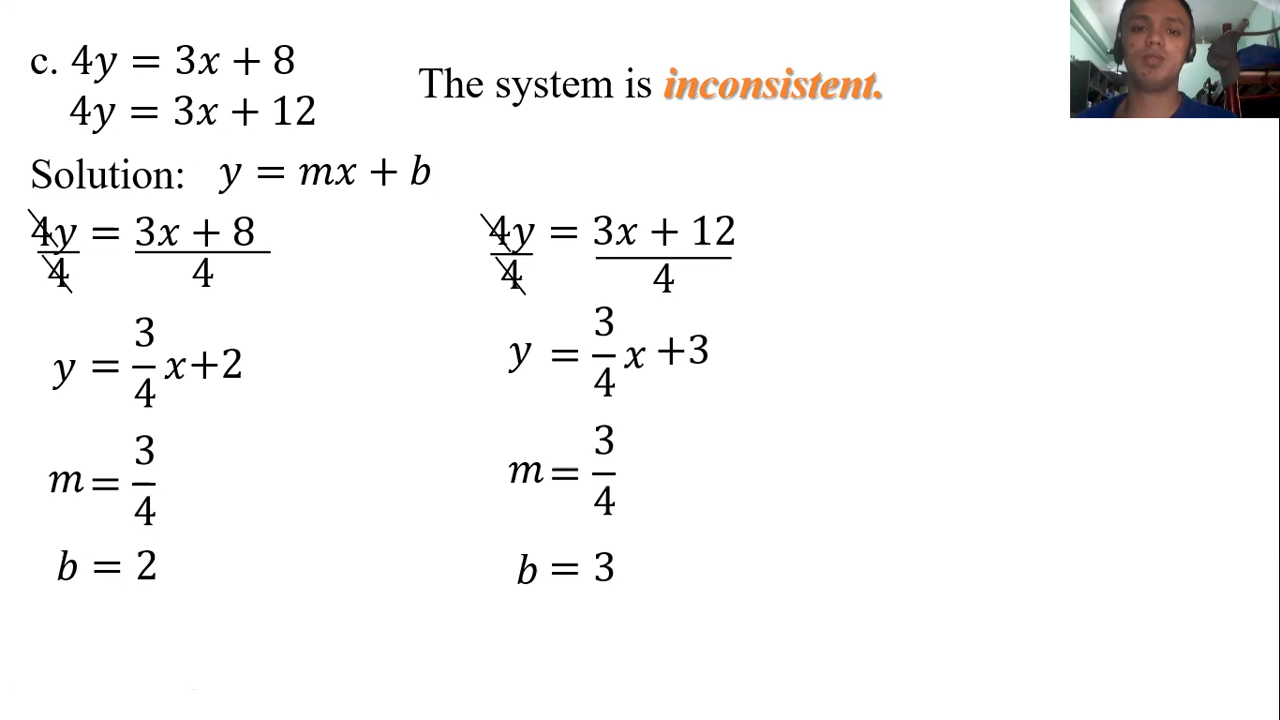 c. 4y = 3x + 8
4y = 3x + 12
The system is inconsistent.
Solution: y = mx + b
4y = 3x + 8
4 4
y = 3/4 x+2
m = 3/4
b = 2
4y = 3x + 12
4 4
y = 3/4 x +3
m = 3/4
b = 3